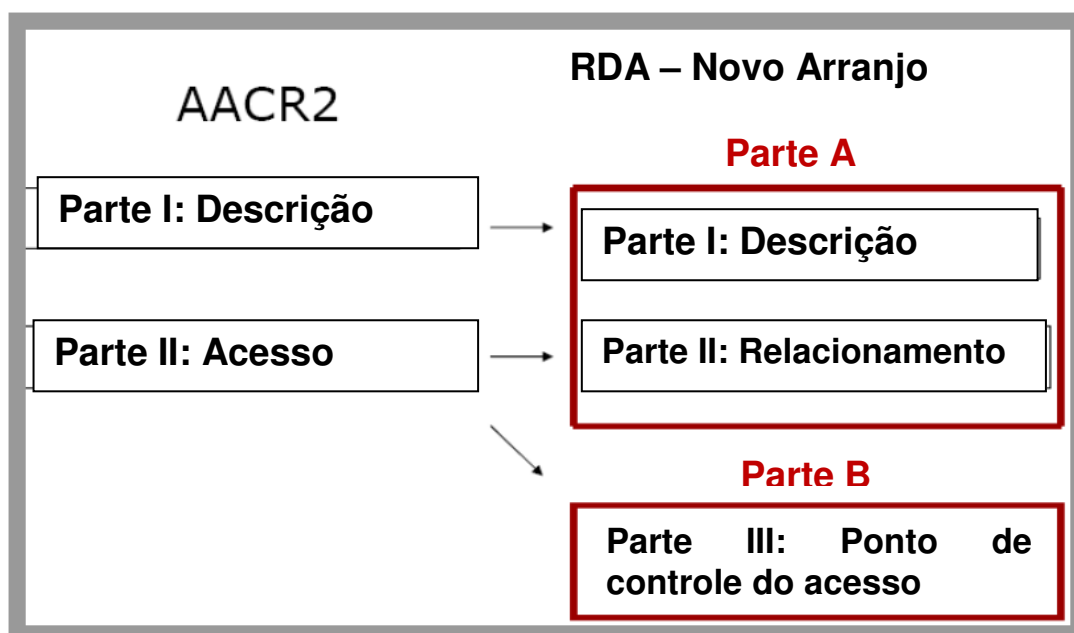 RDA – Novo Arranjo
AACR2
Parte A
Parte I: Descrição
Parte I: Descrição
Parte II: Acesso
Parte II: Relacionamento
Parte B
Parte III: Ponto de
controle do acesso